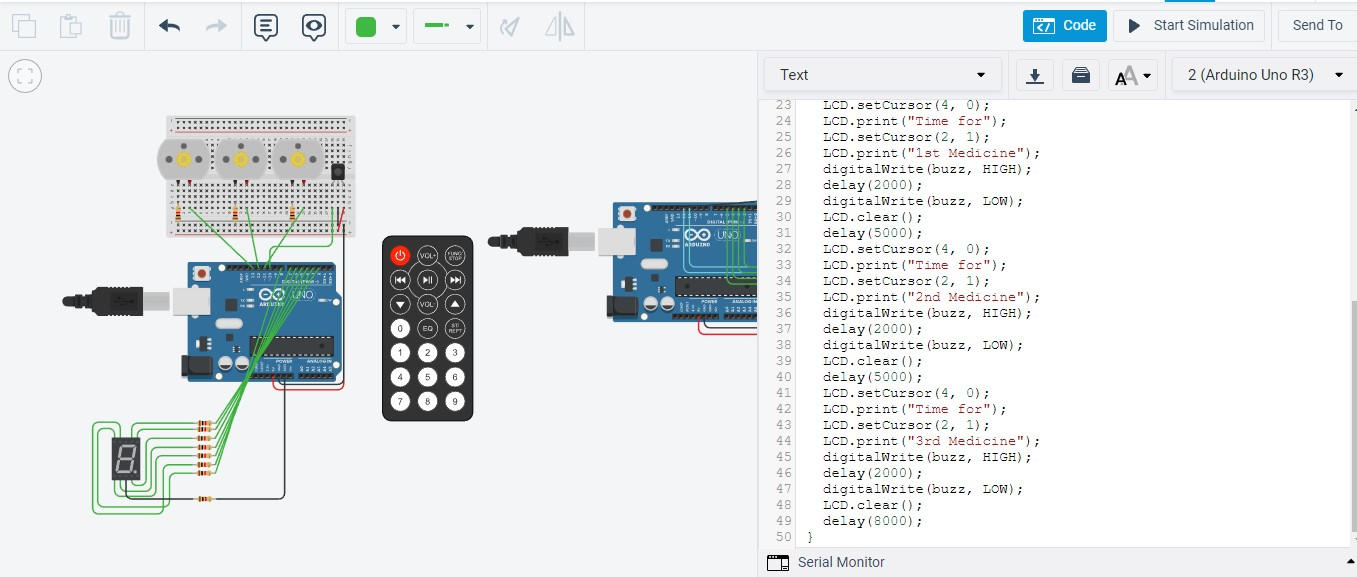 Code
Start Simulation
Send To
Text
2 (Arduino Uno R3)
23 LCD.setCursor(4, 0);
24 LCD.print("Time for");
25 LCD.setCursor(2, 1);
26 LCD.print("1st Medicine");
27 digitalWrite(buzz, HIGH);
28 delay(2000);
29 digitalWrite(buzz, LOW);
30 LCD.clear();
31 delay(5000);
32 LCD.setCursor(4, 0);
33 LCD.print("Time for");
34 LCD.setCursor(2, 1);
35 LCD.print("2nd Medicine");
36 digitalWrite(buzz, HIGH);
37 delay(2000);
38 digitalWrite(buzz, LOW);
39 LCD.clear();
40 delay(5000);
41 LCD.setCursor(4, 0);
42 LCD.print("Time for");
43 LCD.setCursor(2, 1);
44 LCD.print("3rd Medicine");
45 digitalWrite(buzz, HIGH);
46 delay(2000);
47 digitalWrite(buzz, LOW);
48 LCD.clear();
49 delay(8000);
50 }
Serial Monitor
VOL+ FUNC/STOP
VOL-
0 EQ ST/REPT
1 2 3
4 5 6
7 8 9
UNO
ARDUINO
POWER ANALOG IN
UNO
ARDUINO
POWER